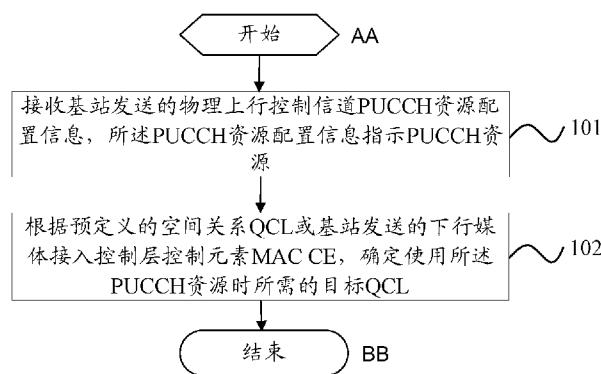 开始 AA
接收基站发送的物理上行控制信道PUCCH资源配
置信息，所述PUCCH资源配置信息指示PUCCH资
源
101
根据预定义的空间关系QCL或基站发送的下行媒
体接入控制层控制元素MAC CE，确定使用所述
PUCCH资源时所需的目标QCL
102
结束 BB